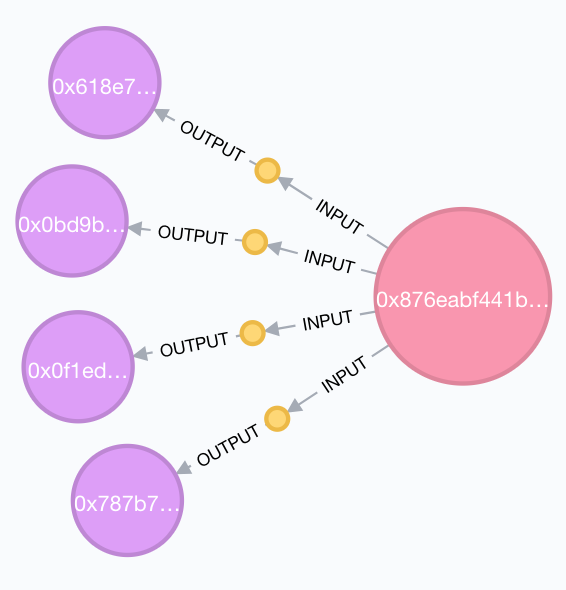 0x618e7…
OUTPUT
INPUT
0x0bd9b…
OUTPUT
INPUT
0x876eabf441b…
0x0f1ed…
OUTPUT
INPUT
0x787b7…
OUTPUT
INPUT